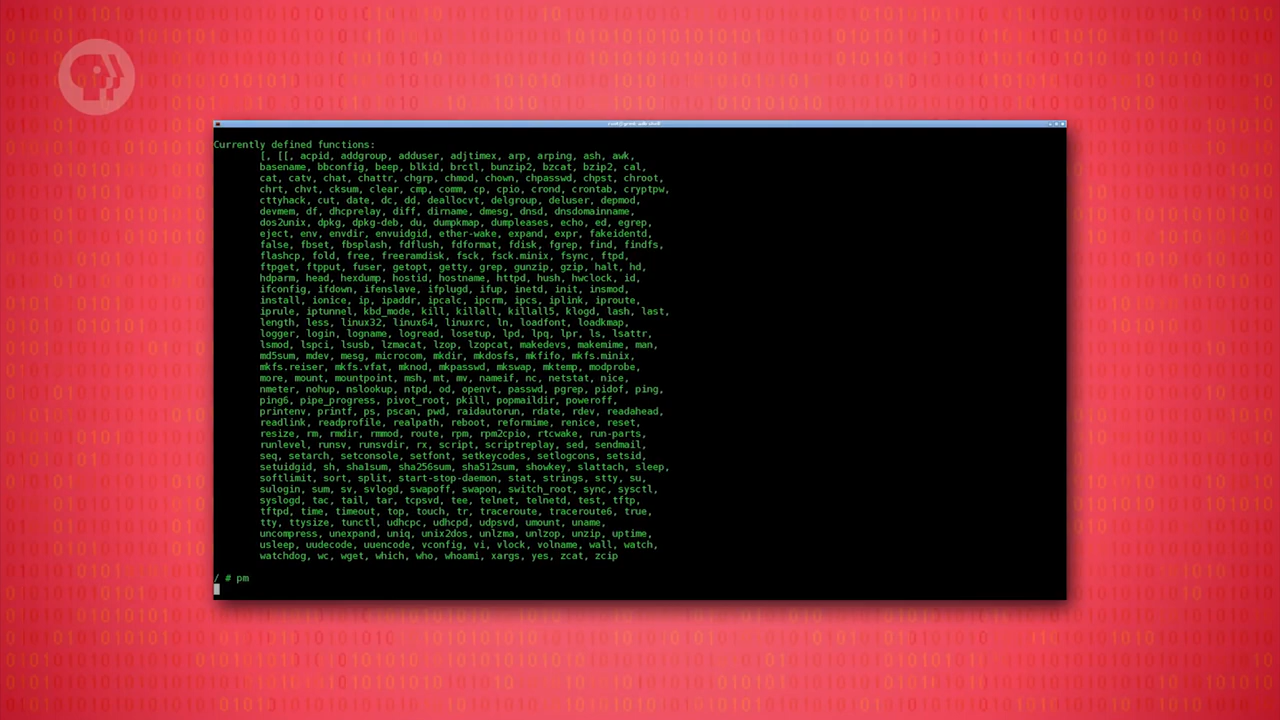 Currently defined functions:
[, [[, acpid, addgroup, adduser, adjtimex, arp, arping, ash, awk,
basename, bbconfig, beep, blkid, brctl, bunzip2, bzcat, bzip2, cal,
cat, catv, chat, chattr, chgrp, chmod, chown, chpasswd, chpst, chroot,
chrt, chvt, cksum, clear, cmp, comm, cp, cpio, crond, crontab, cryptpw,
cttyhack, cut, date, dc, dd, deallocvt, delgroup, deluser, depmod,
devmem, df, dhcprelay, diff, dirname, dmesg, dnsd, dnsdomainname,
dos2unix, dpkg, dpkg-deb, du, dumpkmap, dumpleases, echo, ed, egrep,
eject, env, envdir, envuidgid, ether-wake, expand, expr, fakeidentd,
false, fbset, fbsplash, fdflush, fdformat, fdisk, fgrep, find, findfs,
flashcp, fold, free, freeramdisk, fsck, fsck.minix, fsync, ftpd,
ftpget, ftpput, fuser, getopt, getty, grep, gunzip, gzip, halt, hd,
hdparm, head, hexdump, hostid, hostname, httpd, hush, hwclock, id,
ifconfig, ifdown, ifenslave, ifplugd, ifup, inetd, init, insmod,
install, ionice, ip, ipaddr, ipcalc, ipcrm, ipcs, iplink, iproute,
iprule, iptunnel, kbd_mode, kill, killall, killall5, klogd, lash, last,
length, less, linux32, linux64, linuxrc, ln, loadfont, loadkmap,
logger, login, logname, logread, losetup, lpd, lpq, lpr, ls, lsattr,
lsmod, lspci, lsusb, lzmacat, lzop, lzopcat, makedevs, makemime, man,
md5sum, mdev, mesg, microcom, mkdir, mkdosfs, mkfifo, mkfs.minix,
mkfs.reiser, mkfs.vfat, mknod, mkpasswd, mkswap, mktemp, modprobe,
more, mount, mountpoint, msh, mt, mv, nameif, nc, netstat, nice,
nmeter, nohup, nslookup, ntpd, od, openvt, passwd, pgrep, pidof, ping,
ping6, pipe_progress, pivot_root, pkill, popmaildir, poweroff,
printenv, printf, ps, pscan, pwd, raidautorun, rdate, rdev, readahead,
readlink, readprofile, realpath, reboot, reformime, renice, reset,
resize, rm, rmdir, rmmod, route, rpm, rpm2cpio, rtcwake, run-parts,
runlevel, runsv, runsvdir, rx, script, scriptreplay, sed, sendmail,
seq, setarch, setconsole, setfont, setkeycodes, setlogcons, setsid,
setuidgid, sh, sha1sum, sha256sum, sha512sum, showkey, slattach, sleep,
softlimit, sort, split, start-stop-daemon, stat, strings, stty, su,
sulogin, sum, sv, svlogd, swapoff, swapon, switch_root, sync, sysctl,
syslogd, tac, tail, tar, tcpsvd, tee, telnet, telnetd, test, tftp,
tftpd, time, timeout, top, touch, tr, traceroute, traceroute6, true,
tty, ttysize, tunctl, udhcpc, udhcpd, udpsvd, umount, uname,
uncompress, unexpand, uniq, unix2dos, unlzma, unlzop, unzip, uptime,
usleep, uudecode, uuencode, vconfig, vi, vlock, volname, wall, watch,
watchdog, wc, wget, which, who, whoami, xargs, yes, zcat, zcip
/ # pm